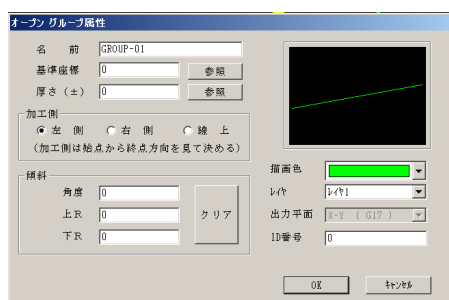 オープン グループ属性
名　前 GROUP-01
基準座標 0 参照
厚さ（±） 0 参照
加工側
左 側 右 側 線 上
(加工側は始点から終点方向を見て決める)
傾斜
角度 0
上R 0
下R 0
クリア
描画色
ﾚｲﾔ ﾚｲﾔ1
出力平面 X-Y ( G17 )
ID番号 0
OK ｷｬﾝｾﾙ